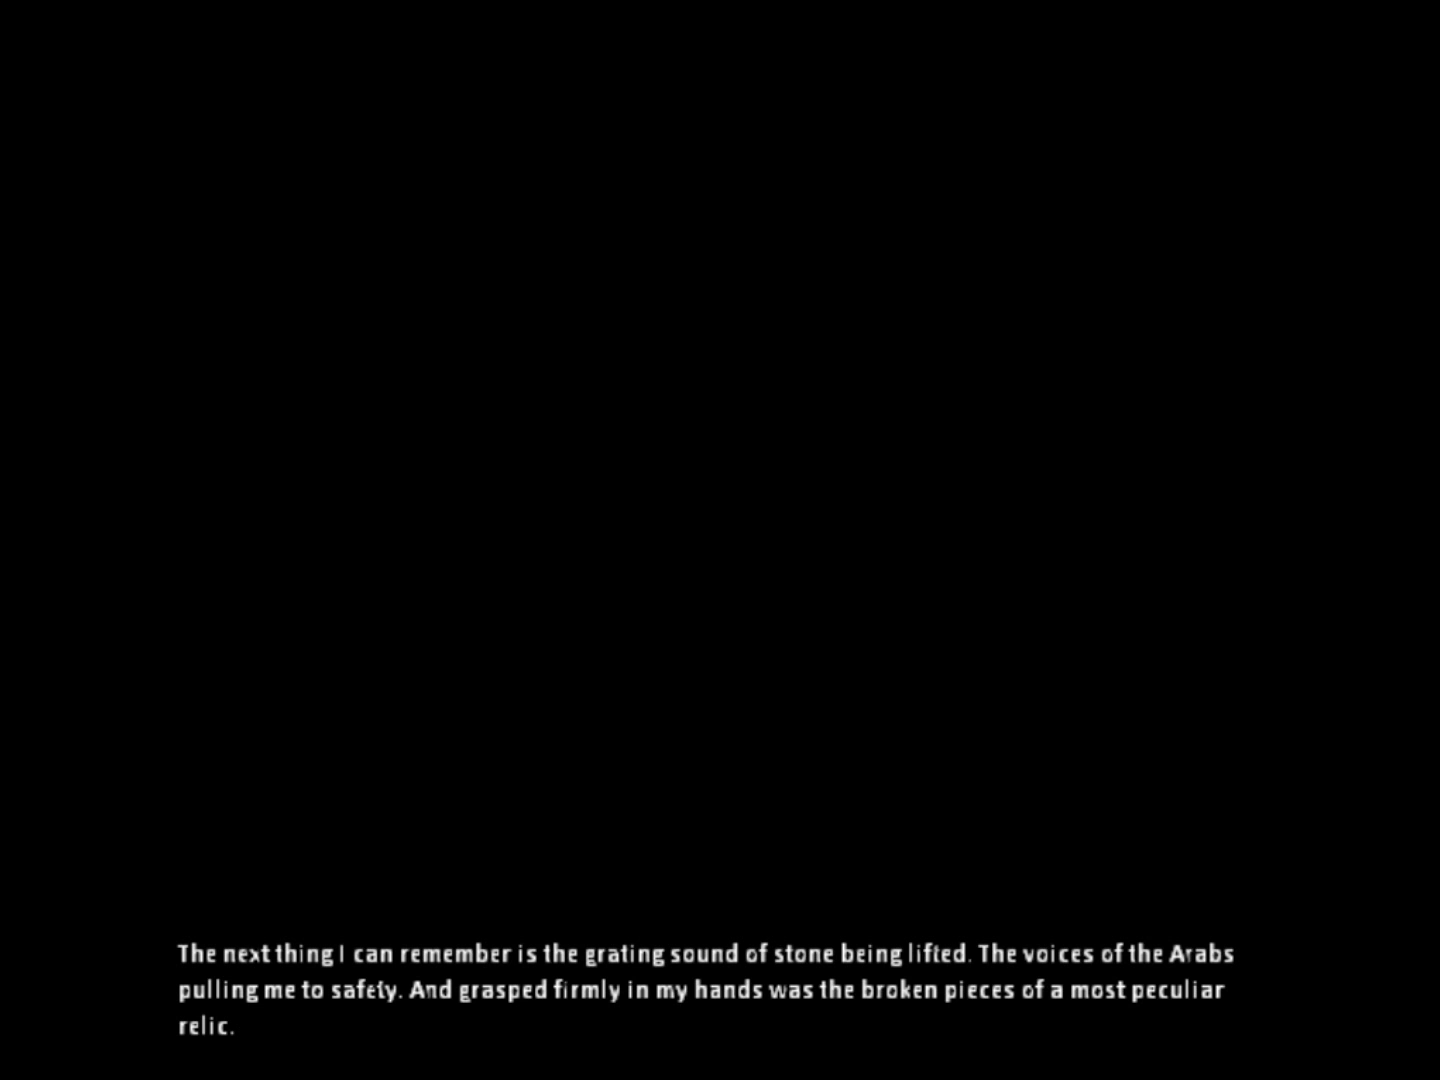 The next thing I can remember is the grating sound of stone being lifted. The voices of the Arabs
pulling me to safety. And grasped firmly in my hands was the broken pieces of a most peculiar
relic.